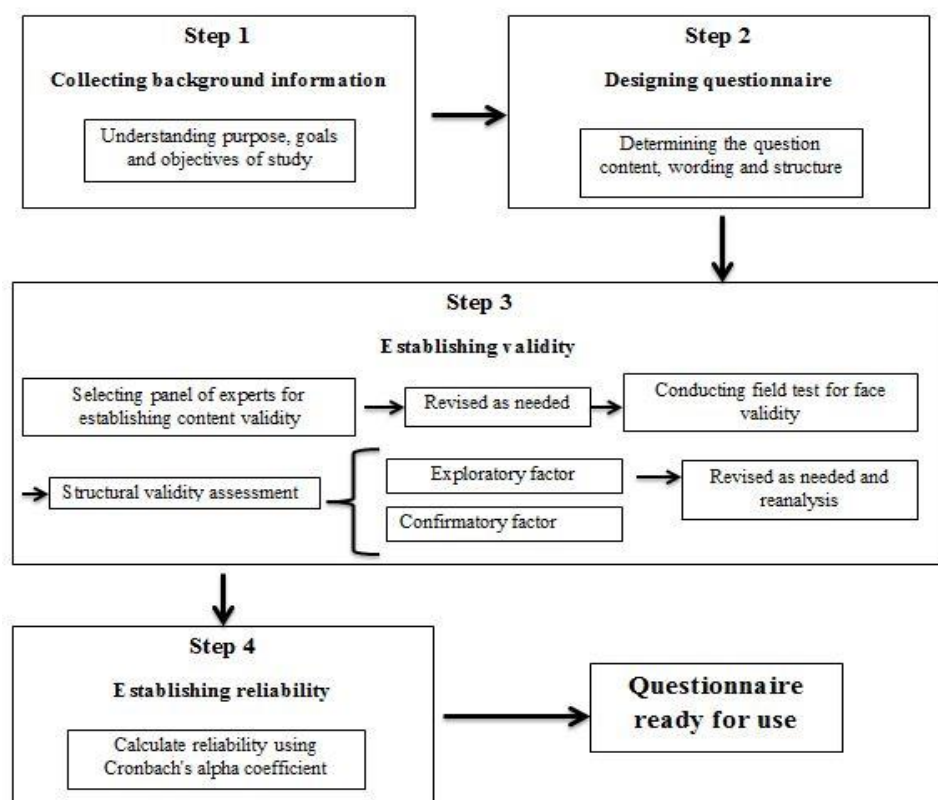 Step 1
Collecting background information
Understanding purpose, goals
and objectives of study
Step 2
Designing questionnaire
Determining the question
content, wording and structure
Step 3
Establishing validity
Selecting panel of experts for
establishing content validity
Revised as needed
Conducting field test for face
validity
Structural validity assessment
Exploratory factor
Confirmatory factor
Revised as needed and
reanalysis
Step 4
Establishing reliability
Calculate reliability using
Cronbach's alpha coefficient
Questionnaire
ready for use